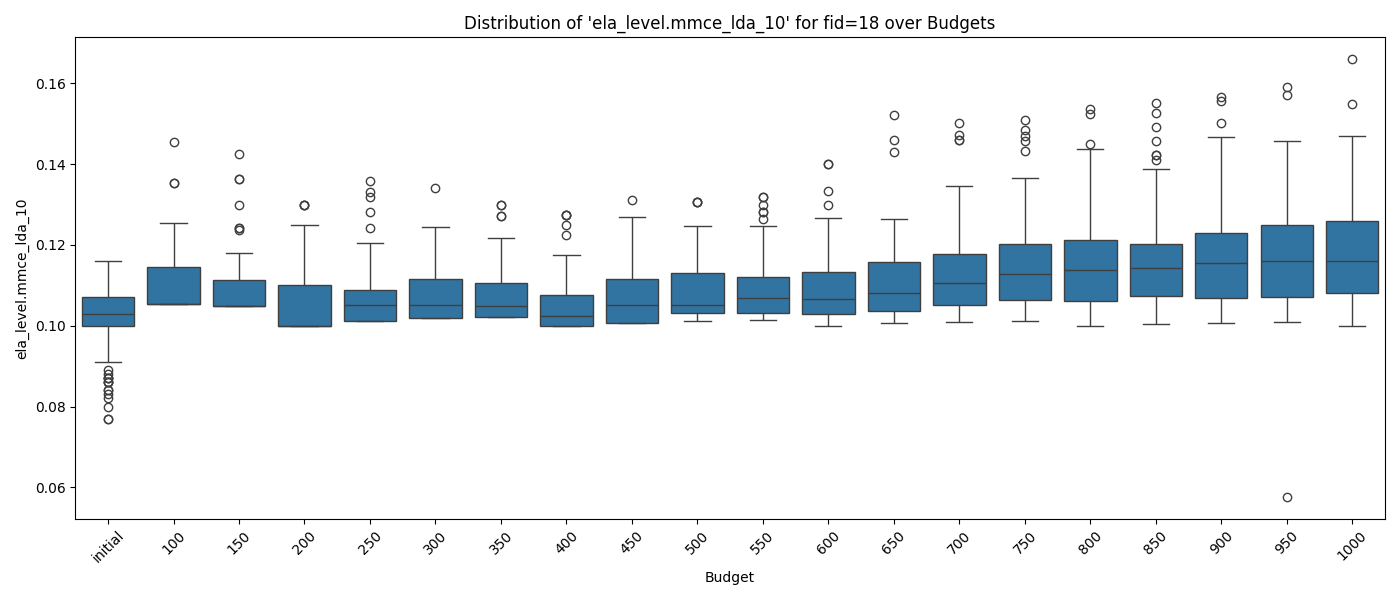 Distribution of 'ela_level.mmce_lda_10' for fid=18 over Budgets
ela_level.mmce_lda_10
0.16
0.14
0.12
0.10
0.08
0.06
initial 100 150 200 250 300 350 400 450 500 550 600 650 700 750 800 850 900 950 1000
Budget